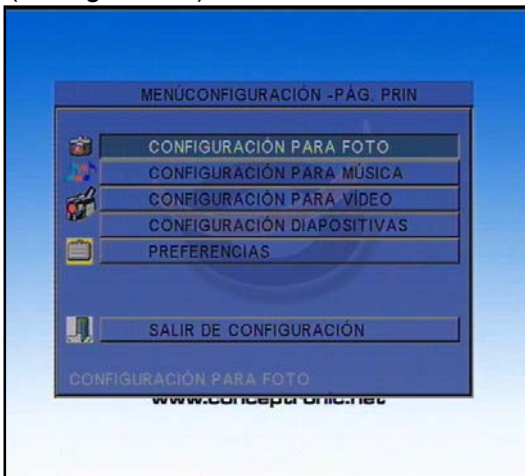 MENÚCONFIGURACIÓN -PÁG. PRIN
CONFIGURACIÓN PARA FOTO
CONFIGURACIÓN PARA MÚSICA
CONFIGURACIÓN PARA VÍDEO
CONFIGURACIÓN DIAPOSITIVAS
PREFERENCIAS
SALIR DE CONFIGURACIÓN
CONFIGURACIÓN PARA FOTO
www.conceptronic.net